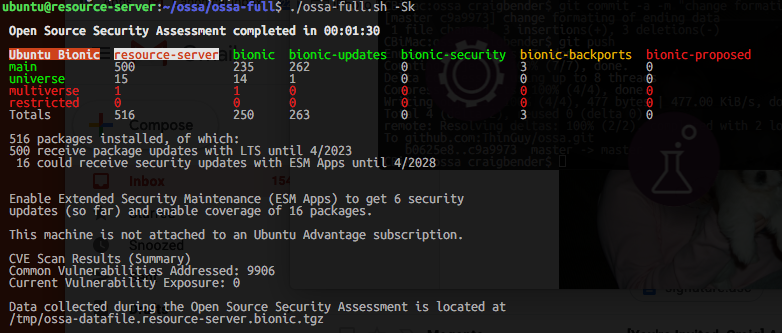 ubuntu@resource-server:~/ossa/ossa-full$ ./ossa-full.sh -Sk
Open Source Security Assessment completed in 00:01:30
Ubuntu Bionic resource-server bionic bionic-updates bionic-security bionic-backports bionic-proposed
main 500 235 262 0 3 0
universe 15 14 1 0 0 0
multiverse 1 1 0 0 0 0
restricted 0 0 0 0 0 0
Totals 516 250 263 0 3 0
516 packages installed, of which:
500 receive package updates with LTS until 4/2023
16 could receive security updates with ESM Apps until 4/2028
Enable Extended Security Maintenance (ESM Apps) to get 6 security
updates (so far) and enable coverage of 16 packages.
This machine is not attached to an Ubuntu Advantage subscription.
CVE Scan Results (Summary)
Common Vulnerabilities Addressed: 9906
Current Vulnerability Exposure: 0
Data collected during the Open Source Security Assessment is located at
/tmp/ossa-datafile.resource-server.bionic.tgz
Compose
Inbox
Snoozed